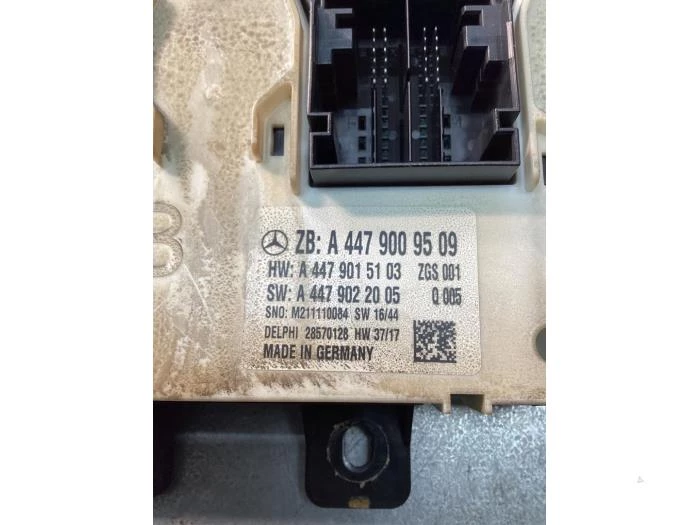 ZB: A 447 900 95 09
HW: A 447 901 51 03 ZGS 001
SW: A 447 902 20 05 Q 005
SNO: M211110084 SW 16/44
DELPHI 28570128 HW 37/17
MADE IN GERMANY